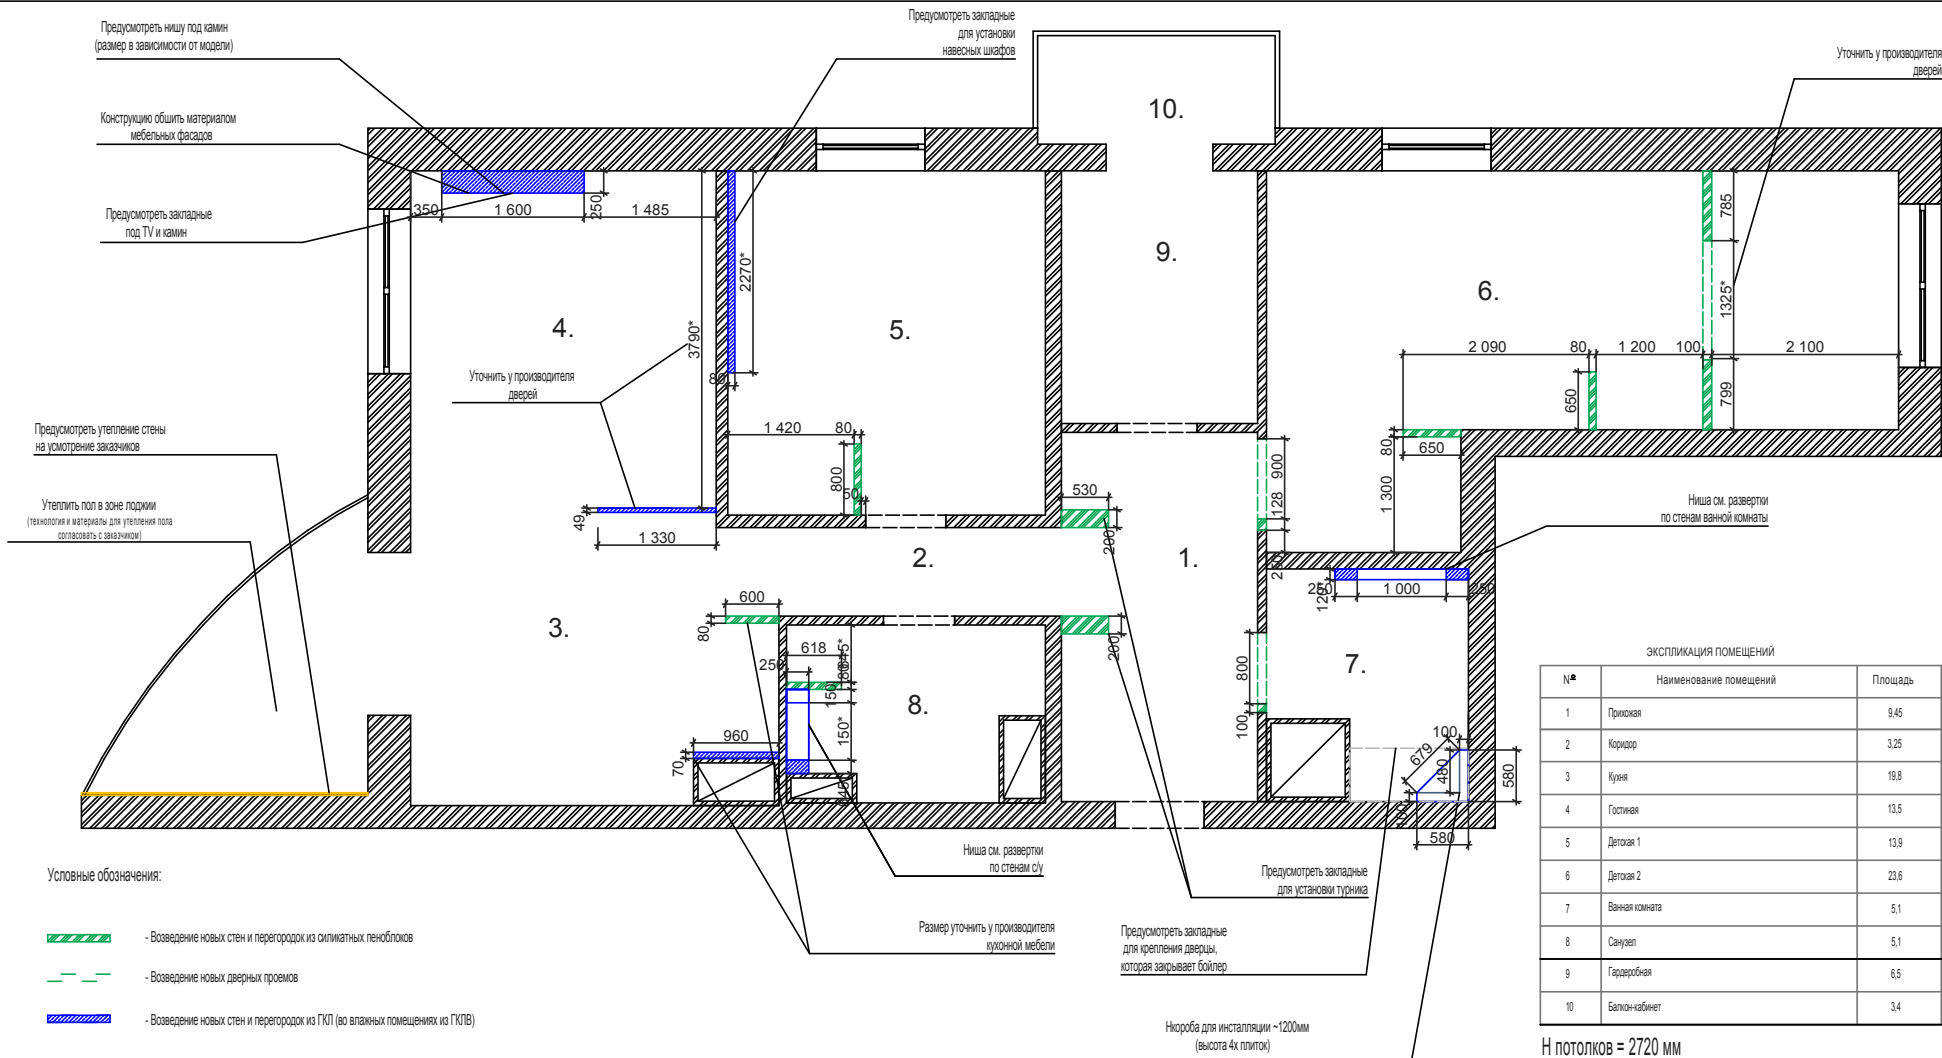 Предусмотреть нишу под камин
(размер в зависимости от модели)
Конструкцию обшить материалом
мебельных фасадов
Предусмотреть закладные
под TV и камин
Предусмотреть закладные
для установки
навесных шкафов
Уточнить у производителя
дверей
10.
9.
6.
4.
5.
350
1 600
250
1 485
2270*
3790*
80
785
1325*
799
2 090
80
1 200
100
2 100
650
80
650
1 300
Уточнить у производителя
дверей
1 420
80
800
50
49
1 330
530
200
900
128
250
Предусмотреть утепление стены
на усмотрение заказчиков
Утеплить пол в зоне лоджии
(технология и материалы для утепления пола
согласовать с заказчиком)
Ниша см. развертки
по стенам ванной комнаты
2.
1.
3.
7.
8.
250
120*
1 000
250
600
80
618
250
645*
80
150
150*
200
800
100
960
70
100
679
480
580
100
580
Ниша см. развертки
по стенам с/у
Предусмотреть закладные
для установки турника
Размер уточнить у производителя
кухонной мебели
Предусмотреть закладные
для крепления дверцы,
которая закрывает бойлер
Hкороба для инсталляции ~1200мм
(высота 4х плиток)
Условные обозначения:
- Возведение новых стен и перегородок из силикатных пеноблоков
- Возведение новых дверных проемов
- Возведение новых стен и перегородок из ГКЛ (во влажных помещениях из ГКЛВ)
ЭКСПЛИКАЦИЯ ПОМЕЩЕНИЙ
№ Наименование помещений Площадь
1 Прихожая 9,45
2 Коридор 3,25
3 Кухня 19,8
4 Гостиная 13,5
5 Детская 1 13,9
6 Детская 2 23,6
7 Ванная комната 5,1
8 Санузел 5,1
9 Гардеробная 6,5
10 Балкон-кабинет 3,4
Н потолков = 2720 мм